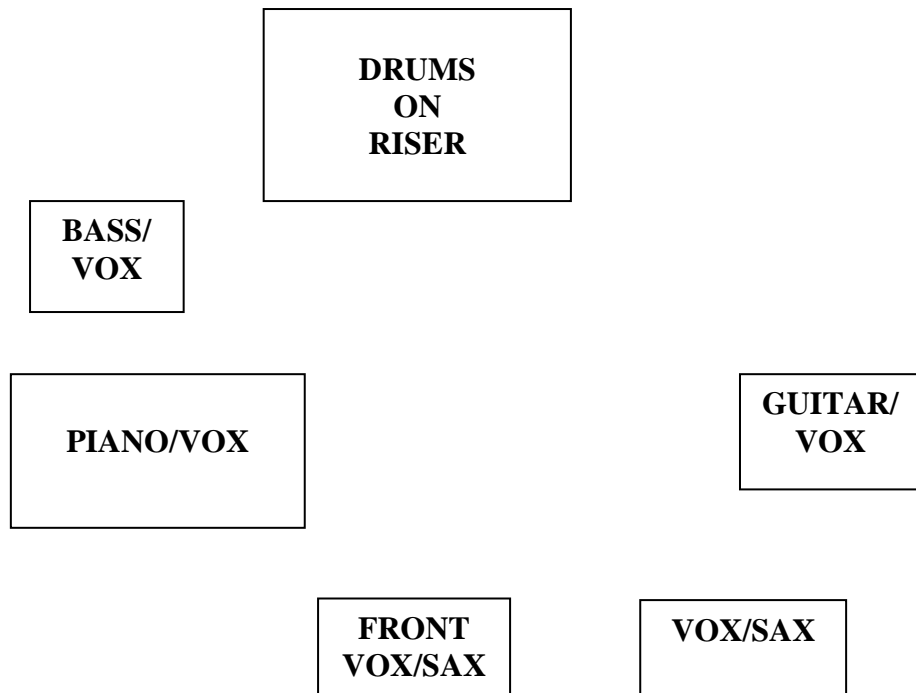 DRUMS
ON
RISER
BASS/
VOX
PIANO/VOX
GUITAR/
VOX
FRONT
VOX/SAX
VOX/SAX